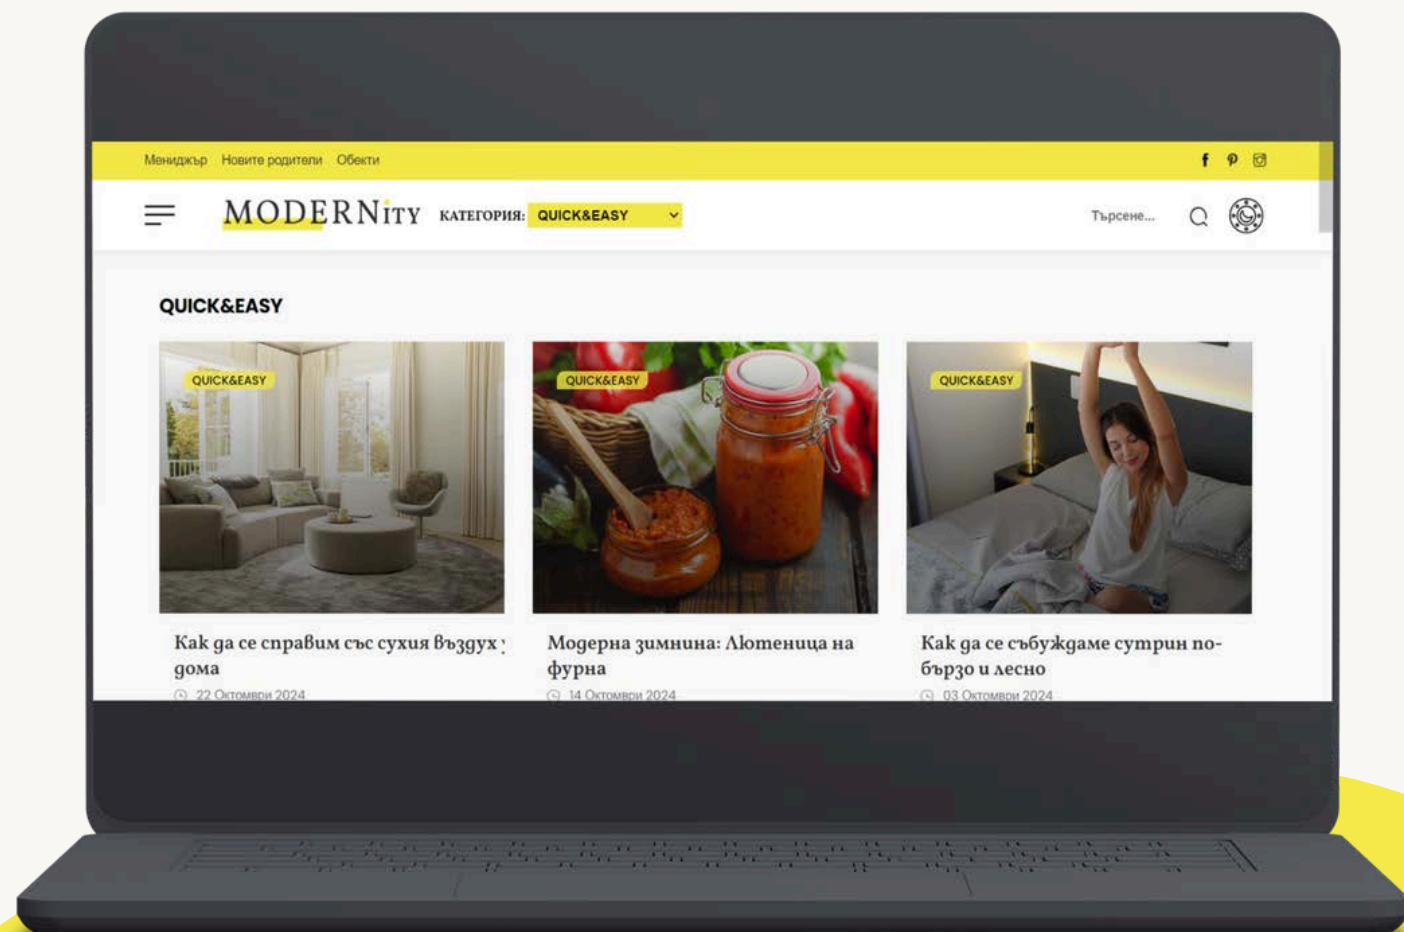 Мениджър Новите родители Обекти
MODERNiTY КАТЕГОРИЯ: QUICK&EASY Търсене...
QUICK&EASY
QUICK&EASY QUICK&EASY QUICK&EASY
Как да се справим със сухия въздух
дома
22 Октомври 2024
Модерна зимнина: Лютеница на
фурна
14 Октомври 2024
Как да се събуждаме сутрин по-
бързо и лесно
03 Октомври 2024